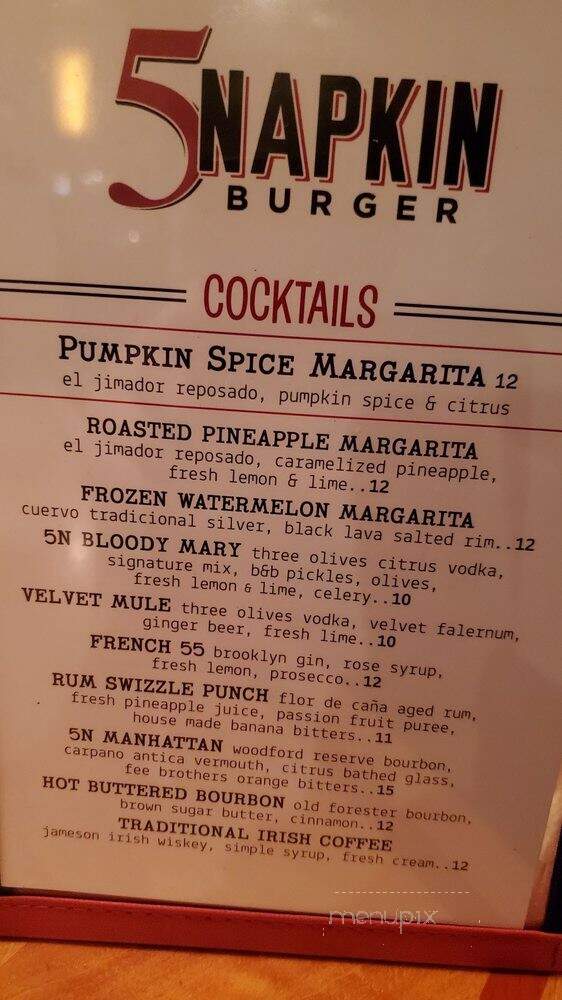 5NAPKIN
BURGER
COCKTAILS
PUMPKIN SPICE MARGARITA 12
el jimador reposado, pumpkin spice & citrus
ROASTED PINEAPPLE MARGARITA
el jimador reposado, caramelized pineapple,
fresh lemon & lime..12
FROZEN WATERMELON MARGARITA
cuervo tradicional silver, black lava salted rim..12
5N BLOODY MARY three olives citrus vodka,
signature mix, b&b pickles, olives,
fresh lemon & lime, celery..10
VELVET MULE three olives vodka, velvet falernum,
ginger beer, fresh lime..10
FRENCH 55 brooklyn gin, rose syrup,
fresh lemon, prosecco..12
RUM SWIZZLE PUNCH flor de caña aged rum,
fresh pineapple juice, passion fruit puree,
house made banana bitters..11
5N MANHATTAN woodford reserve bourbon,
carpano antica vermouth, citrus bathed glass,
fee brothers orange bitters..15
HOT BUTTERED BOURBON old forester bourbon,
brown sugar butter, cinnamon..12
TRADITIONAL IRISH COFFEE
jameson irish wiskey, simple syrup, fresh cream..12
menupix